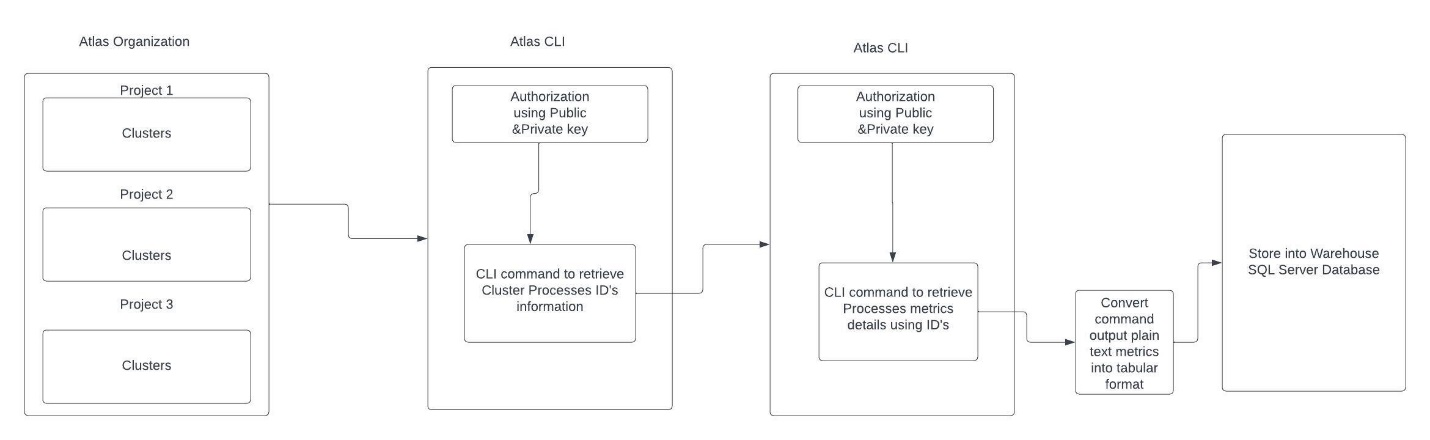 Atlas Organization
Project 1
Clusters
Project 2
Clusters
Project 3
Clusters
Atlas CLI
Authorization
using Public
&Private key
CLI command to retrieve
Cluster Processes ID's
information
Atlas CLI
Authorization
using Public
&Private key
CLI command to retrieve
Processes metrics
details using ID's
Convert
command
output plain
text metrics
into tabular
format
Store into Warehouse
SQL Server Database